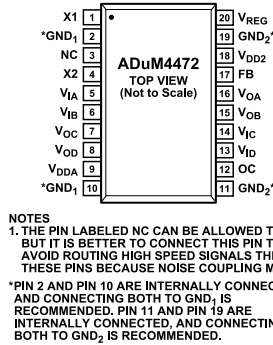 X1 1 20 VREG
*GND1 2 19 GND2*
NC 3 18 VDD2
X2 4 17 FB
VIA 5 16 VOA
VIB 6 15 VOB
VOC 7 14 VIC
VOD 8 13 VID
VDDA 9 12 OC
*GND1 10 11 GND2*
ADuM4472
TOP VIEW
(Not to Scale)
NOTES
1. THE PIN LABELED NC CAN BE ALLOWED T
BUT IT IS BETTER TO CONNECT THIS PIN T
AVOID ROUTING HIGH SPEED SIGNALS TH
THESE PINS BECAUSE NOISE COUPLING M
*PIN 2 AND PIN 10 ARE INTERNALLY CONNEC
AND CONNECTING BOTH TO GND1 IS
RECOMMENDED. PIN 11 AND PIN 19 ARE
INTERNALLY CONNECTED, AND CONNECTIN
BOTH TO GND2 IS RECOMMENDED.